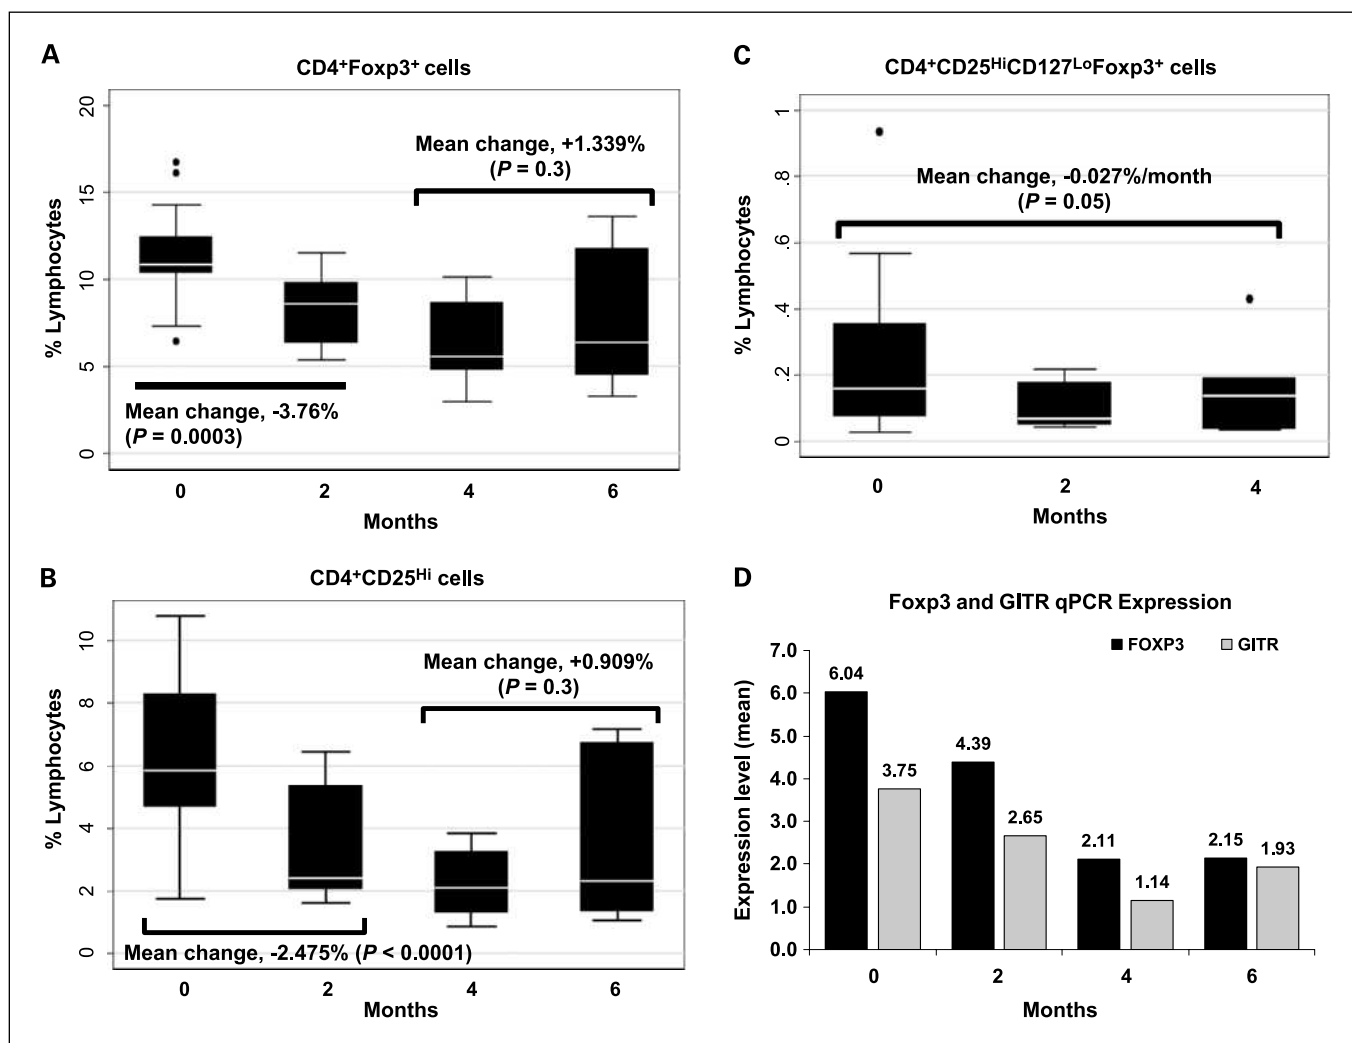 A
CD4⁺Foxp3⁺ cells
% Lymphocytes
20
15
10
5
0
Mean change, +1.339%
(P = 0.3)
Mean change, -3.76%
(P = 0.0003)
0 2 4 6
Months
B
CD4⁺CD25ᴴⁱ cells
% Lymphocytes
10
8
6
4
2
0
Mean change, +0.909%
(P = 0.3)
Mean change, -2.475% (P < 0.0001)
0 2 4 6
Months
C
CD4⁺CD25ᴴⁱCD127ᴸᵒFoxp3⁺ cells
% Lymphocytes
1
.8
.6
.4
.2
0
Mean change, -0.027%/month
(P = 0.05)
0 2 4
Months
D
Foxp3 and GITR qPCR Expression
FOXP3 GITR
Expression level (mean)
7.0
6.0
5.0
4.0
3.0
2.0
1.0
0.0
6.04
3.75
4.39
2.65
2.11
1.14
2.15
1.93
0 2 4 6
Months